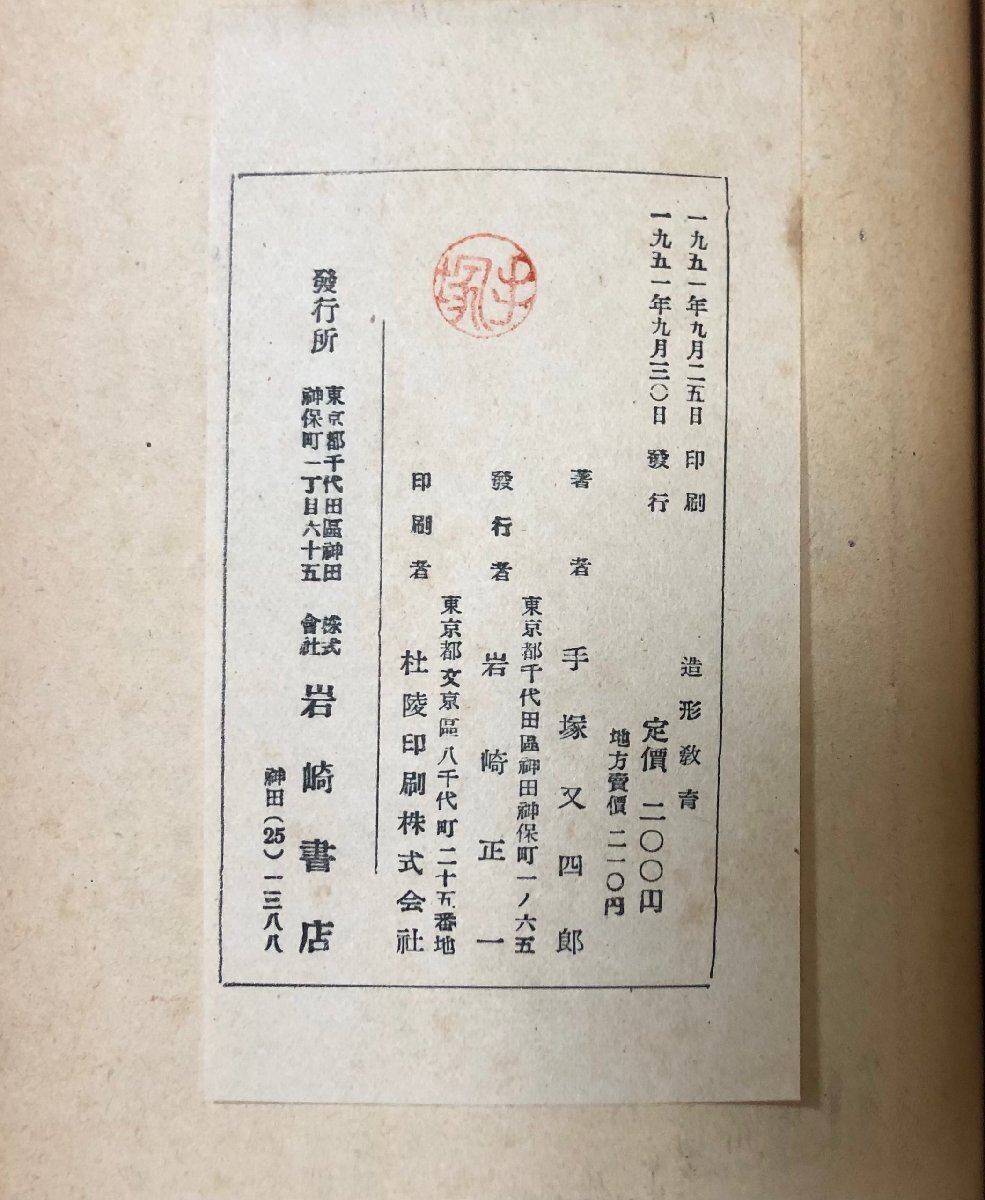 一九五一年九月二五日 印刷
一九五一年九月三〇日 發行
造形敎育
定價 二〇〇円
地方賣價 二一〇円
著者 手塚又四郎
東京都千代田區神田神保町一ノ六五
發行者 岩崎正一
東京都文京區八千代町二十五番地
印刷者 杜陵印刷株式会社
手塚
發行所
東京都千代田區神田
神保町一丁目六十五
株式
會社
岩崎書店
神田(25)一三八八